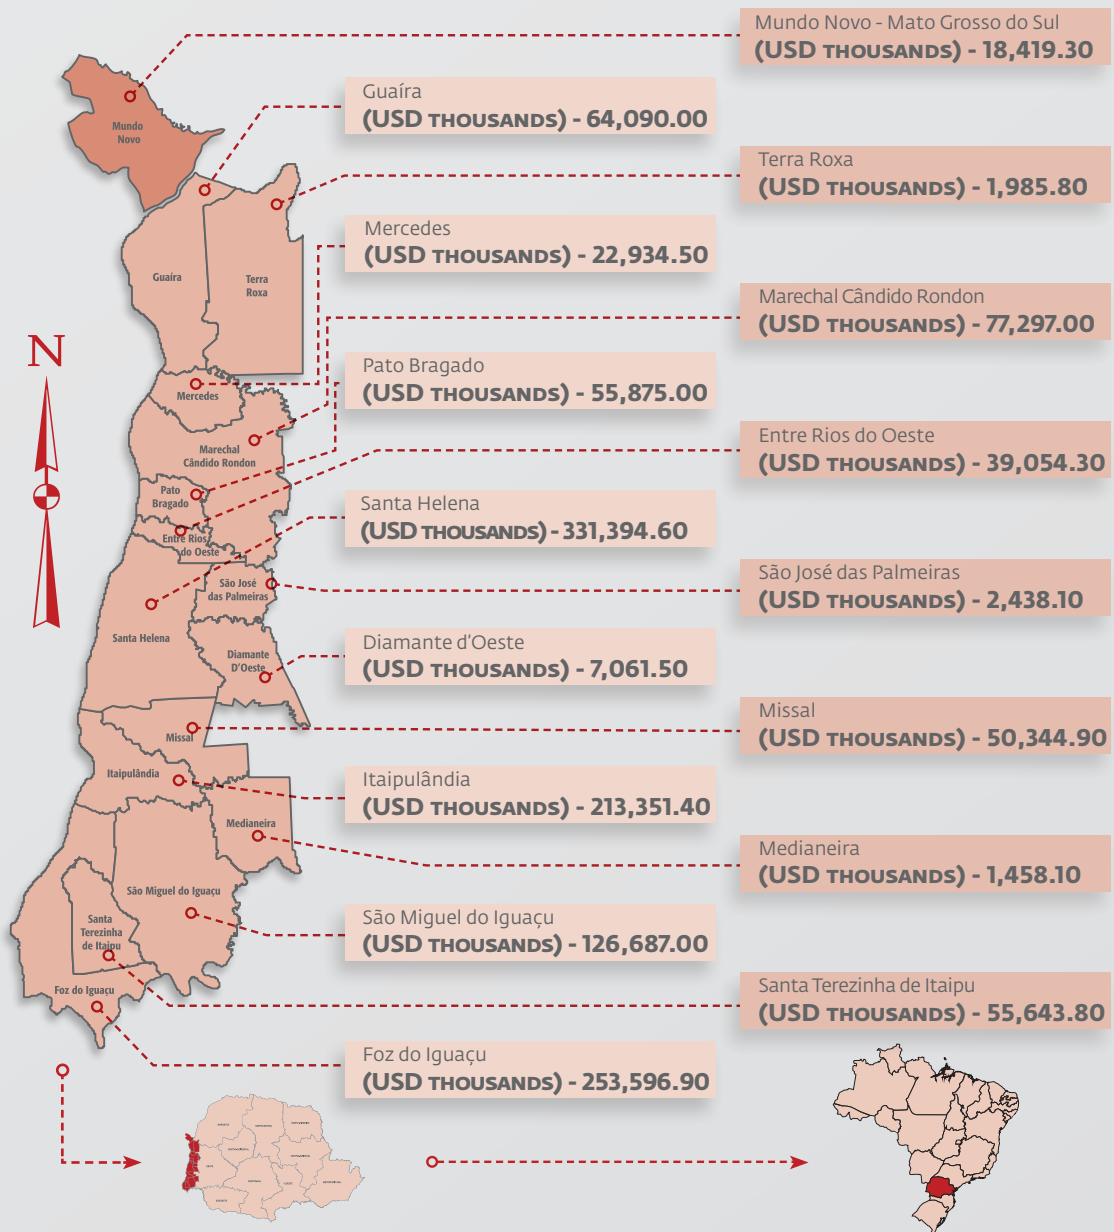 Mundo Novo - Mato Grosso do Sul
(USD THOUSANDS) - 18,419.30
Guaíra
(USD THOUSANDS) - 64,090.00
Terra Roxa
(USD THOUSANDS) - 1,985.80
Mercedes
(USD THOUSANDS) - 22,934.50
Marechal Cândido Rondon
(USD THOUSANDS) - 77,297.00
Pato Bragado
(USD THOUSANDS) - 55,875.00
Entre Rios do Oeste
(USD THOUSANDS) - 39,054.30
Santa Helena
(USD THOUSANDS) - 331,394.60
São José das Palmeiras
(USD THOUSANDS) - 2,438.10
Diamante d'Oeste
(USD THOUSANDS) - 7,061.50
Missal
(USD THOUSANDS) - 50,344.90
Itaipulândia
(USD THOUSANDS) - 213,351.40
Medianeira
(USD THOUSANDS) - 1,458.10
São Miguel do Iguaçu
(USD THOUSANDS) - 126,687.00
Santa Terezinha de Itaipu
(USD THOUSANDS) - 55,643.80
Foz do Iguaçu
(USD THOUSANDS) - 253,596.90
N
Mundo
Novo
Guaíra
Terra
Roxa
Mercedes
Marechal
Cândido Rondon
Pato
Bragado
Entre Rios
do Oeste
São José
das Palmeiras
Santa Helena
Diamante
D'Oeste
Missal
Itaipulândia
Medianeira
São Miguel do Iguaçu
Santa
Terezinha
de Itaipu
Foz do Iguaçu